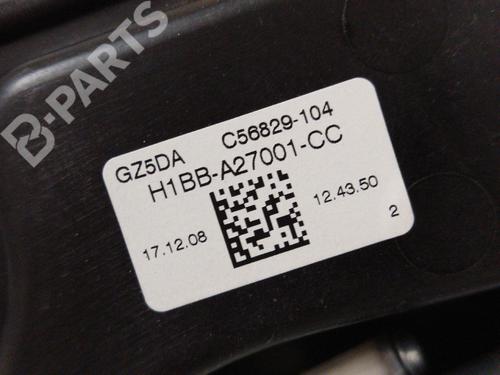 B-PARTS
GZ5DA C56829-104
H1BB-A27001-CC
17.12.08 12.43.50
2